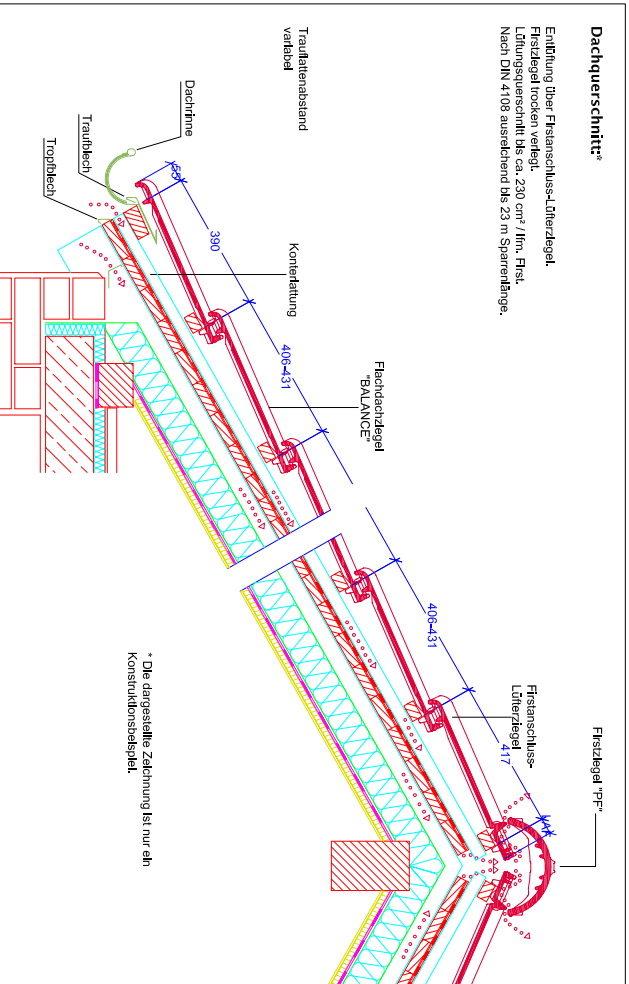 Dachquerschnitt:*
Entlüftung über Firstanschluss-Lüfterziegel.
Firstziegel trocken verlegt.
Lüftungsquerschnitt bis ca. 230 cm² / lfm. First.
Nach DIN 4108 ausreichend bis 23 m Sparrenlänge.
Firstziegel "PF"
417
LAF
Firstanschluss-
Lüfterziegel
406-431
Flachdachziegel
"BALANCE"
406-431
390
55
Konterlattung
Trauflattenabstand
variabel
Dachrinne
Traufblech
Tropfblech
* Die dargestellte Zeichnung ist nur ein
Konstruktionsbeispiel.